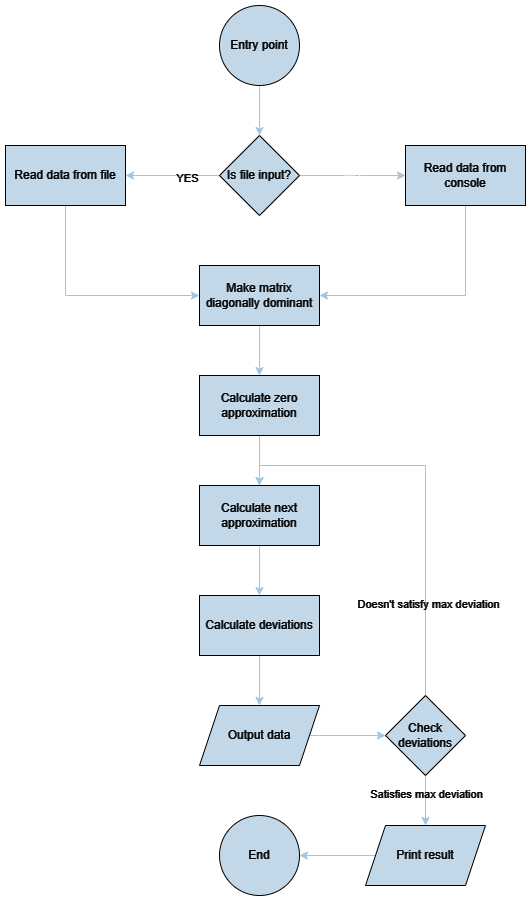 Entry point
Read data from file
YES
Is file input?
Read data from
console
Make matrix
diagonally dominant
Calculate zero
approximation
Calculate next
approximation
Doesn't satisfy max deviation
Calculate deviations
Output data
Check
deviations
Satisfies max deviation
End
Print result